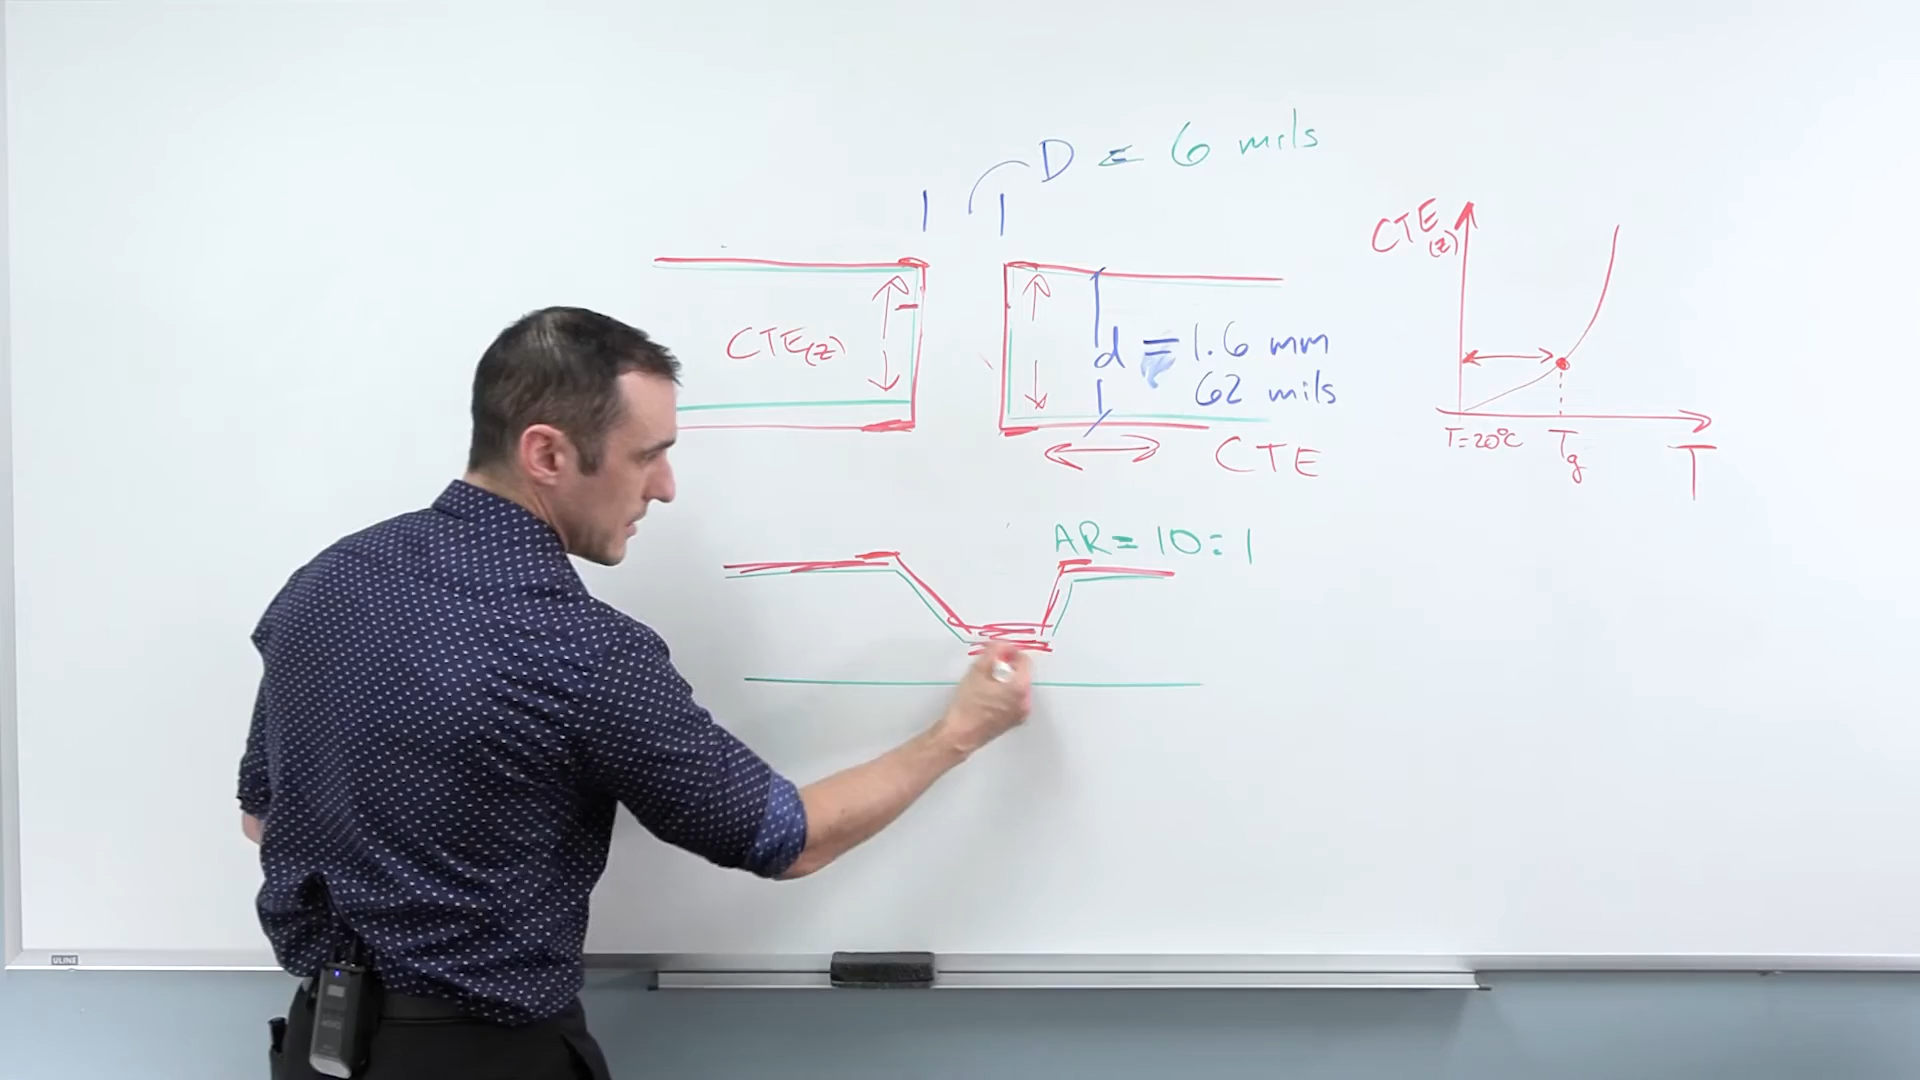 D = 6 mils
CTE(z)
d = 1.6 mm
62 mils
CTE
AR = 10:1
CTE(z)
T=20°C
Tg
T
ULINE